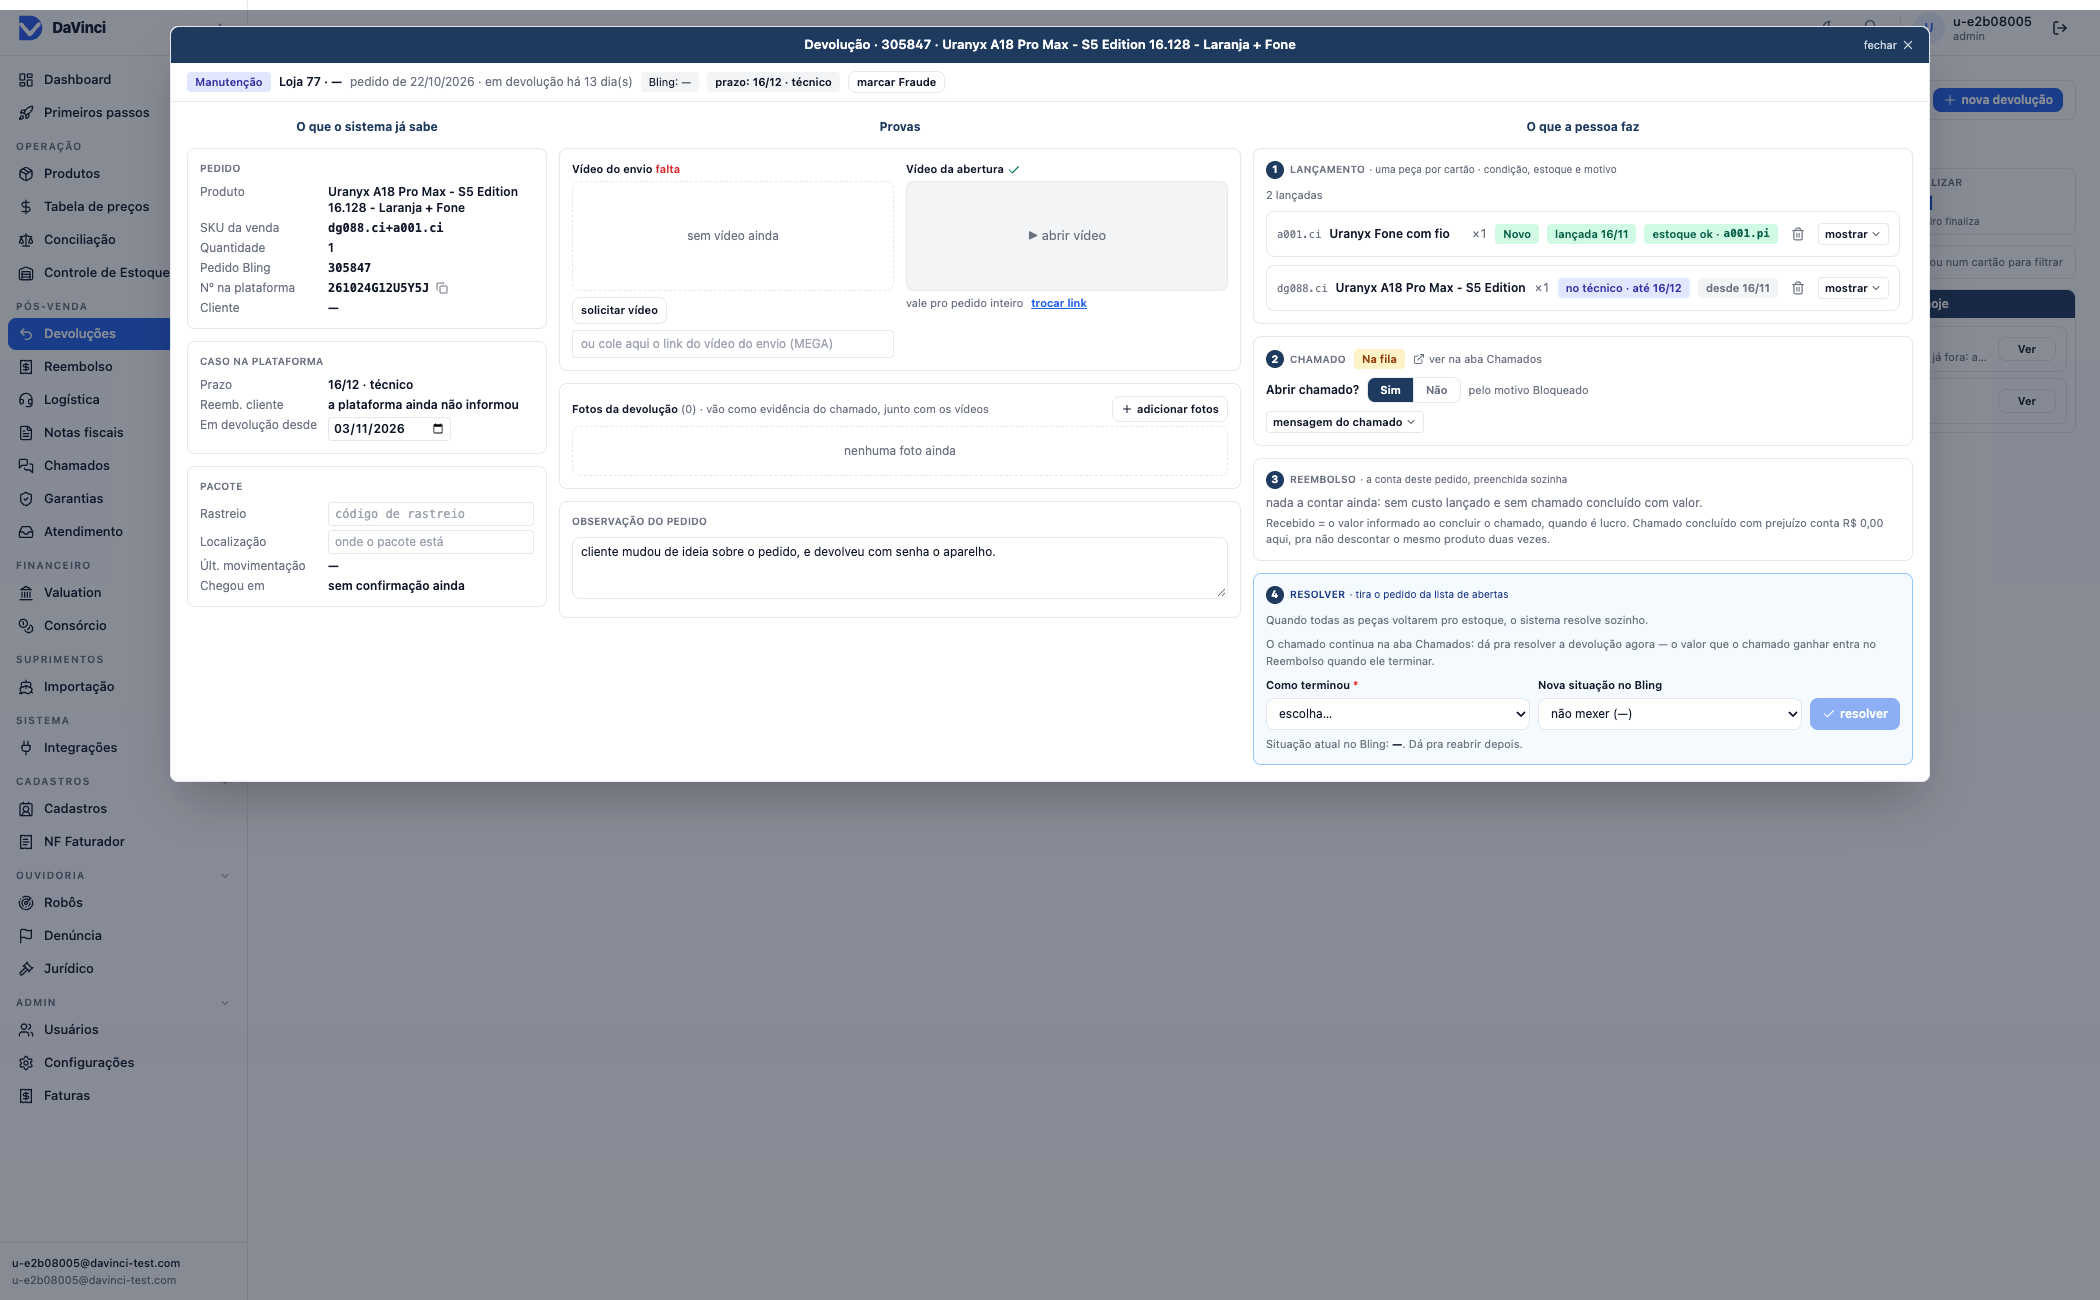 DaVinci
u-e2b08005
admin
Devolução · 305847 · Uranyx A18 Pro Max - S5 Edition 16.128 - Laranja + Fone
fechar
Manutenção
Loja 77 · —
pedido de 22/10/2026 · em devolução há 13 dia(s)
Bling: —
prazo: 16/12 · técnico
marcar Fraude
Dashboard
Primeiros passos
OPERAÇÃO
Produtos
Tabela de preços
Conciliação
Controle de Estoque
PÓS-VENDA
Devoluções
Reembolso
Logística
Notas fiscais
Chamados
Garantias
Atendimento
FINANCEIRO
Valuation
Consórcio
SUPRIMENTOS
Importação
SISTEMA
Integrações
CADASTROS
Cadastros
NF Faturador
OUVIDORIA
Robôs
Denúncia
Jurídico
ADMIN
Usuários
Configurações
Faturas
u-e2b08005@davinci-test.com
u-e2b08005@davinci-test.com
O que o sistema já sabe
PEDIDO
Produto
Uranyx A18 Pro Max - S5 Edition
16.128 - Laranja + Fone
SKU da venda dg088.ci+a001.ci
Quantidade 1
Pedido Bling 305847
Nº na plataforma 261024G12U5Y5J
Cliente —
CASO NA PLATAFORMA
Prazo 16/12 · técnico
Reemb. cliente a plataforma ainda não informou
Em devolução desde 03/11/2026
PACOTE
Rastreio código de rastreio
Localização onde o pacote está
Últ. movimentação —
Chegou em sem confirmação ainda
Provas
Vídeo do envio falta
sem vídeo ainda
solicitar vídeo
ou cole aqui o link do vídeo do envio (MEGA)
Vídeo da abertura ✓
▶ abrir vídeo
vale pro pedido inteiro trocar link
Fotos da devolução (0) · vão como evidência do chamado, junto com os vídeos
+ adicionar fotos
nenhuma foto ainda
OBSERVAÇÃO DO PEDIDO
cliente mudou de ideia sobre o pedido, e devolveu com senha o aparelho.
O que a pessoa faz
1 LANÇAMENTO · uma peça por cartão · condição, estoque e motivo
2 lançadas
a001.ci Uranyx Fone com fio ×1 Novo lançada 16/11 estoque ok · a001.pi mostrar
dg088.ci Uranyx A18 Pro Max - S5 Edition ×1 no técnico · até 16/12 desde 16/11 mostrar
2 CHAMADO Na fila ver na aba Chamados
Abrir chamado? Sim Não pelo motivo Bloqueado
mensagem do chamado
3 REEMBOLSO · a conta deste pedido, preenchida sozinha
nada a contar ainda: sem custo lançado e sem chamado concluído com valor.
Recebido = o valor informado ao concluir o chamado, quando é lucro. Chamado concluído com prejuízo conta R$ 0,00
aqui, pra não descontar o mesmo produto duas vezes.
4 RESOLVER · tira o pedido da lista de abertas
Quando todas as peças voltarem pro estoque, o sistema resolve sozinho.
O chamado continua na aba Chamados: dá pra resolver a devolução agora — o valor que o chamado ganhar entra no
Reembolso quando ele terminar.
Como terminou *
escolha...
Nova situação no Bling
não mexer (—)
✓ resolver
Situação atual no Bling: —. Dá pra reabrir depois.
+ nova devolução
LIZAR
iro finaliza
ou num cartão para filtrar
oje
já fora: a...
Ver
Ver